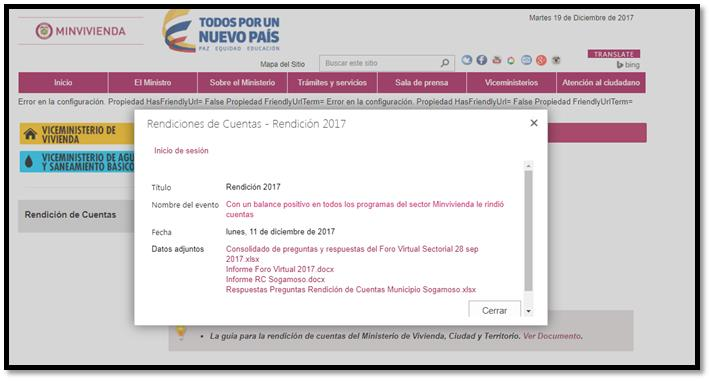 MINVIVIENDA
TODOS POR UN
NUEVO PAÍS
PAZ EQUIDAD EDUCACIÓN
Martes 19 de Diciembre de 2017
Mapa del Sitio
Buscar este sitio
TRANSLATE
bing
Inicio
El Ministro
Sobre el Ministerio
Trámites y servicios
Sala de prensa
Viceministerios
Atención al ciudadano
Error en la configuración. Propiedad HasFriendlyUrl= False Propiedad FriendlyUrlTerm= Error en la configuración. Propiedad HasFriendlyUrl= False Propiedad FriendlyUrlTerm=
VICEMINISTERIO DE
VIVIENDA
VICEMINISTERIO DE AGU
Y SANEAMIENTO BÁSICO
Rendición de Cuentas
Rendiciones de Cuentas - Rendición 2017
Inicio de sesión
Título
Rendición 2017
Nombre del evento
Con un balance positivo en todos los programas del sector Minvivienda le rindió
cuentas
Fecha
lunes, 11 de diciembre de 2017
Datos adjuntos
Consolidado de preguntas y respuestas del Foro Virtual Sectorial 28 sep
2017.xlsx
Informe Foro Virtual 2017.docx
Informe RC Sogamoso.docx
Respuestas Preguntas Rendición de Cuentas Municipio Sogamoso.xlsx
Cerrar
• La guía para la rendición de cuentas del Ministerio de Vivienda, Ciudad y Territorio. Ver Documento.